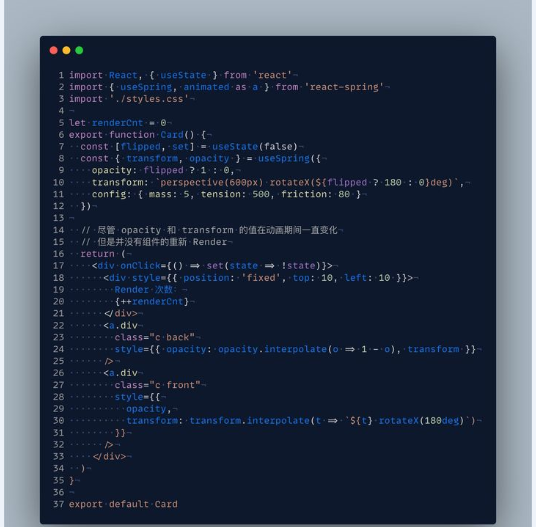 1 import React, { useState } from 'react'
2 import { useSpring, animated as a } from 'react-spring'
3 import './styles.css'
4
5 let renderCnt = 0
6 export function Card() {
7   const [flipped, set] = useState(false)
8   const { transform, opacity } = useSpring({
9     opacity: flipped ? 1 : 0,
10     transform: `perspective(600px) rotateX(${flipped ? 180 : 0}deg)`,
11     config: { mass: 5, tension: 500, friction: 80 }
12   })
13
14   // 尽管 opacity 和 transform 的值在动画期间一直变化
15   // 但是并没有组件的重新 Render
16   return (
17     <div onClick={() => set(state => !state)}>
18       <div style={{ position: 'fixed', top: 10, left: 10 }}>
19         Render 次数:
20         {++renderCnt}
21       </div>
22       <a.div
23         class="c back"
24         style={{ opacity: opacity.interpolate(o => 1 - o), transform }}
25       />
26       <a.div
27         class="c front"
28         style={{
29           opacity,
30           transform: transform.interpolate(t => `${t} rotateX(180deg)`)
31         }}
32       />
33     </div>
34   )
35 }
36
37 export default Card